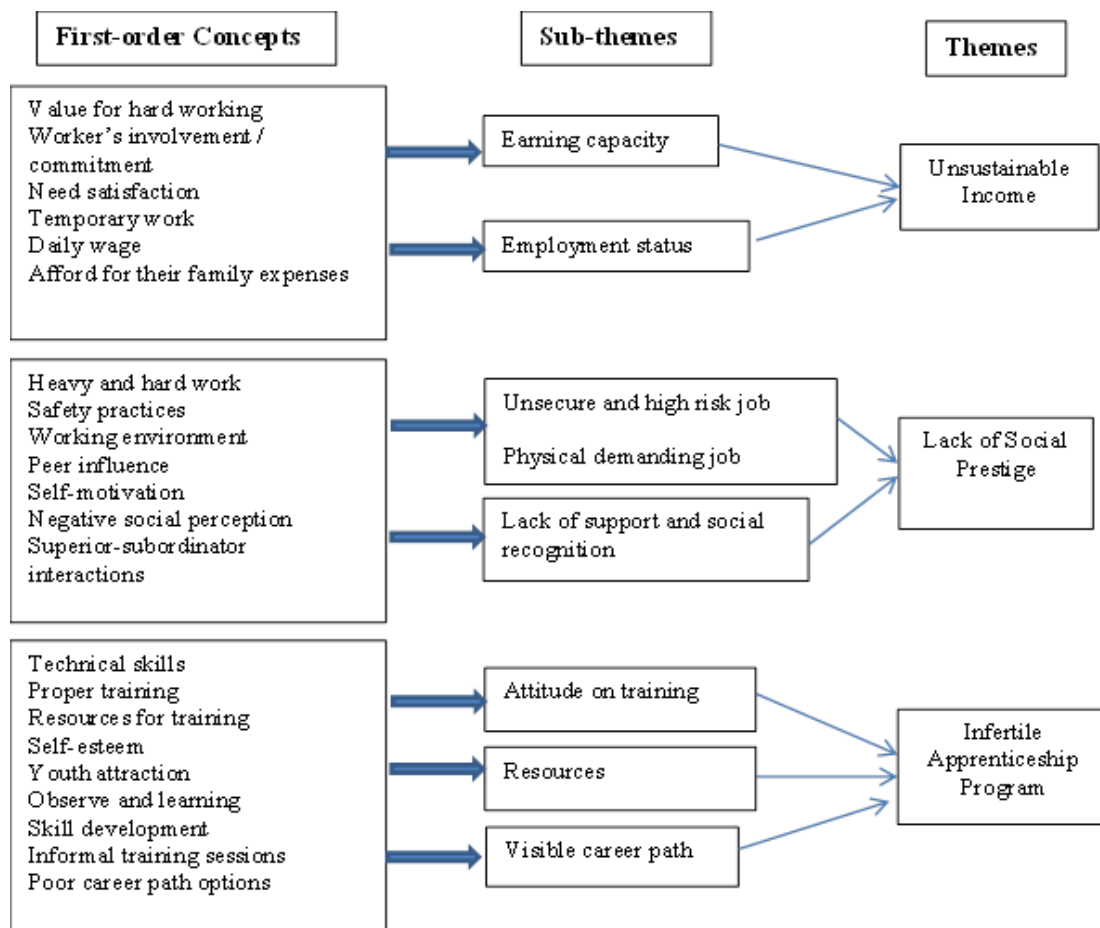 First-order Concepts
Sub-themes
Themes
Value for hard working
Worker's involvement /
commitment
Need satisfaction
Temporary work
Daily wage
Afford for their family expenses
Earning capacity
Employment status
Unsustainable
Income
Heavy and hard work
Safety practices
Working environment
Peer influence
Self-motivation
Negative social perception
Superior-subordinator
interactions
Unsecure and high risk job
Physical demanding job
Lack of support and social
recognition
Lack of Social
Prestige
Technical skills
Proper training
Resources for training
Self-esteem
Youth attraction
Observe and learning
Skill development
Informal training sessions
Poor career path options
Attitude on training
Resources
Visible career path
Infertile
Apprenticeship
Program